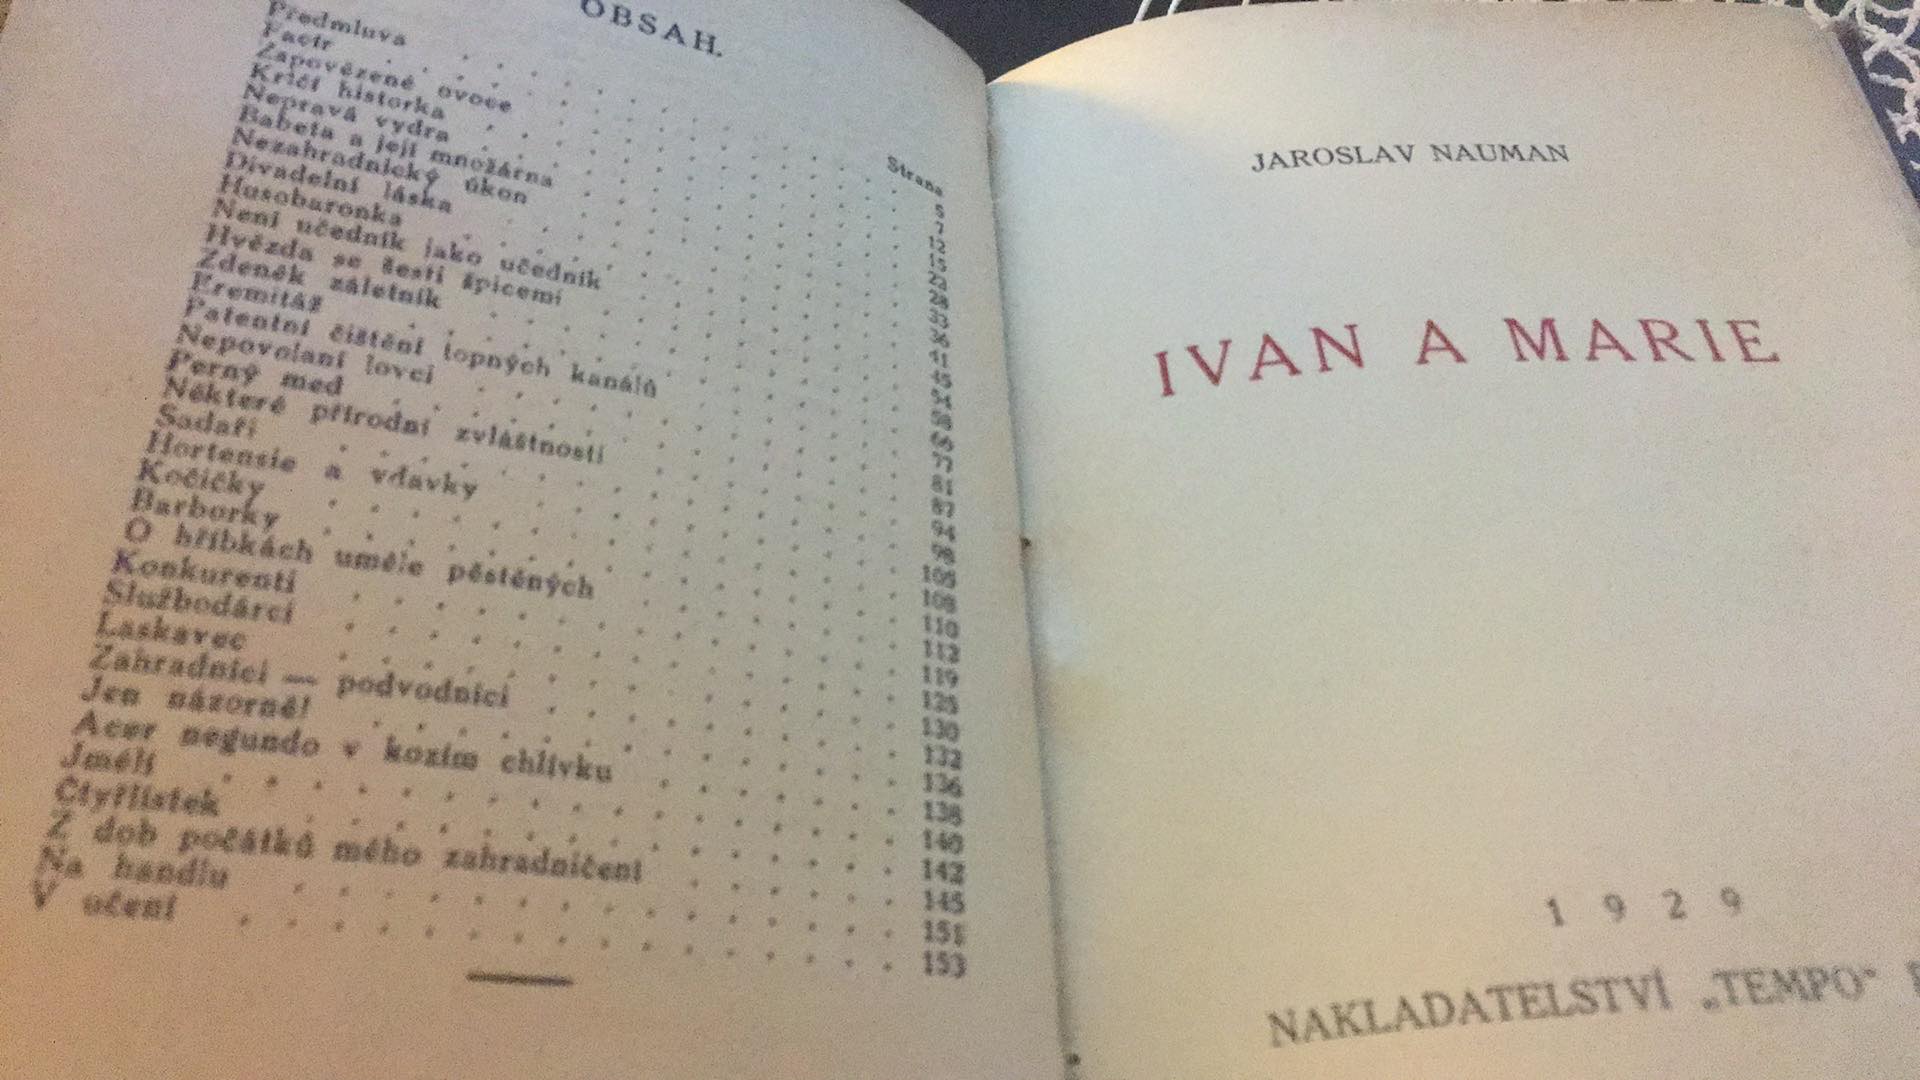 OBSAH.
Strana
Předmluva 5
Facír 7
Zapovězené ovoce 12
Křičí historka 15
Nepravá vydra
Babeta a její množárna 28
Nezahradnický úkon
Divadelní láska 36
Husobaronka 41
Není učedník jako učedník 45
Hvězda se šesti špicemi
Zdeněk záletník 58
Eremitáž 66
Patentní čištění topných kanálů 77
Nepovolaní lovci 81
Perný med 87
Některé přírodní zvláštnosti 94
Sadaři 98
Hortensie a vdavky 105
Kočičky 108
Barborky 110
O hříbkách uměle pěstěných 112
Konkurenti 119
Službodárci 125
Laskavec 130
Zahradníci — podvodníci 132
Jen názorně! 136
Acer negundo v kozím chlívku 138
Jmélí 140
Čtyřlístek 142
Z dob počátků mého zahradničení 145
Na handlu 151
V učení 153
JAROSLAV NAUMAN
IVAN A MARIE
1929
NAKLADATELSTVÍ „TEMPO“